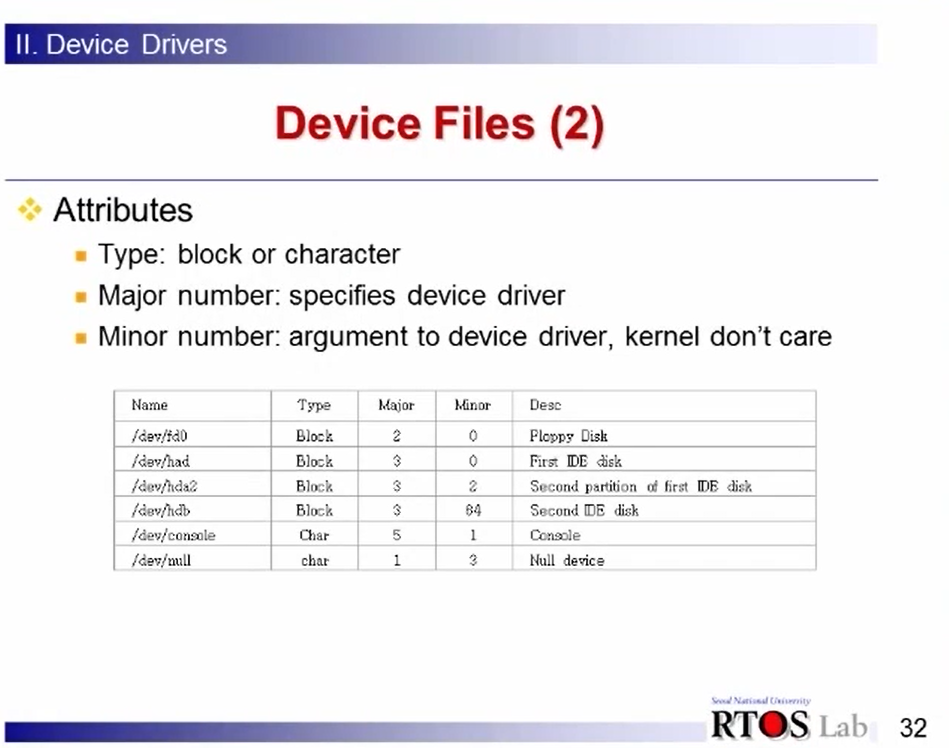 II. Device Drivers
Device Files (2)
Attributes
Type: block or character
Major number: specifies device driver
Minor number: argument to device driver, kernel don't care
Name Type Major Minor Desc
/dev/fd0 Block 2 0 Ploppy Disk
/dev/had Block 3 0 First IDE disk
/dev/hda2 Block 3 2 Second partition of first IDE disk
/dev/hdb Block 3 64 Second IDE disk
/dev/console Char 5 1 Console
/dev/null char 1 3 Null device
Seoul National University
RTOS Lab 32